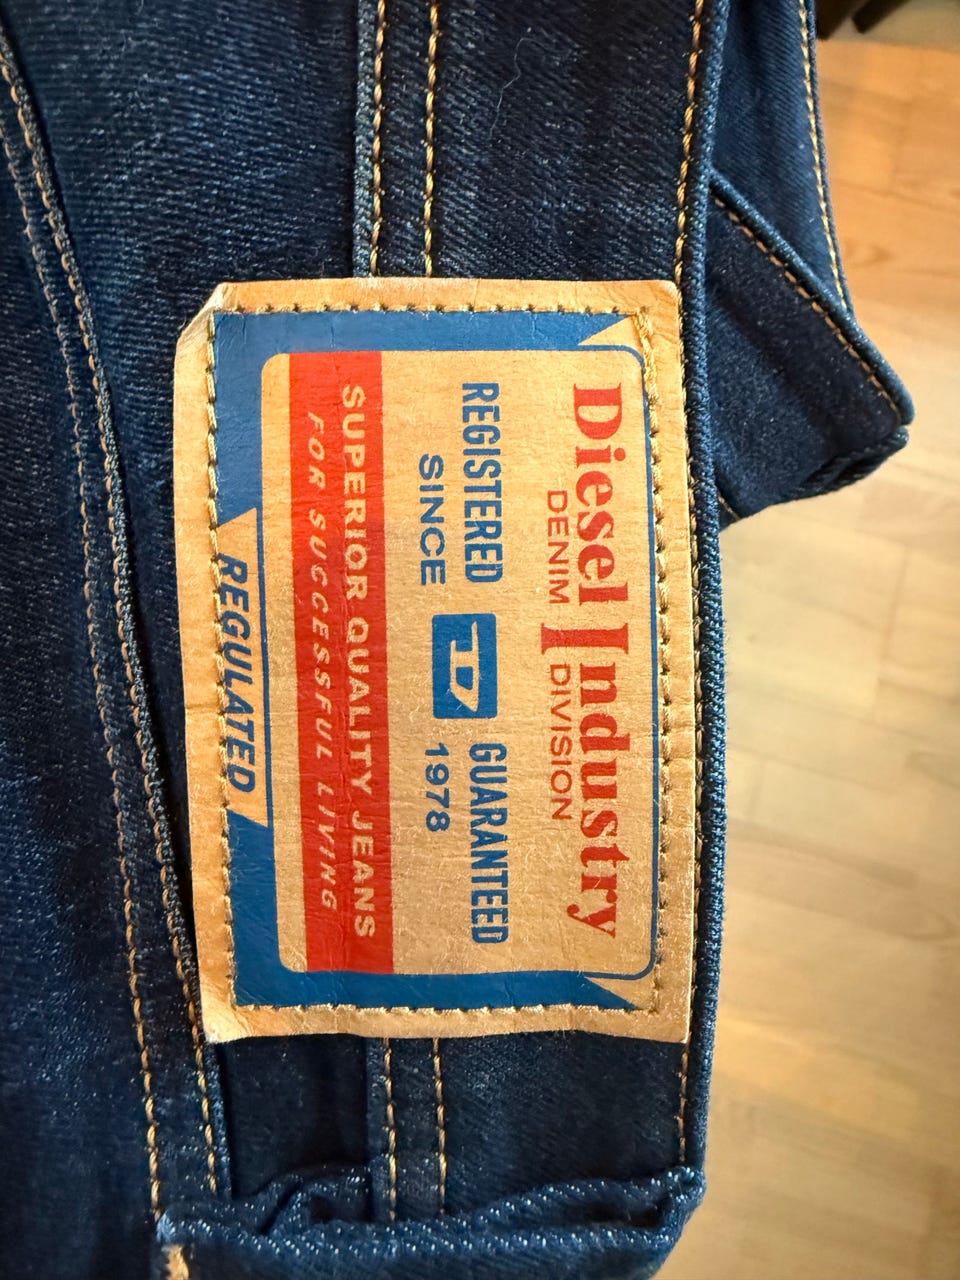 Diesel Industry
DENIM DIVISION
REGISTERED D GUARANTEED
SINCE 1978
SUPERIOR QUALITY JEANS
FOR SUCCESSFUL LIVING
REGULATED